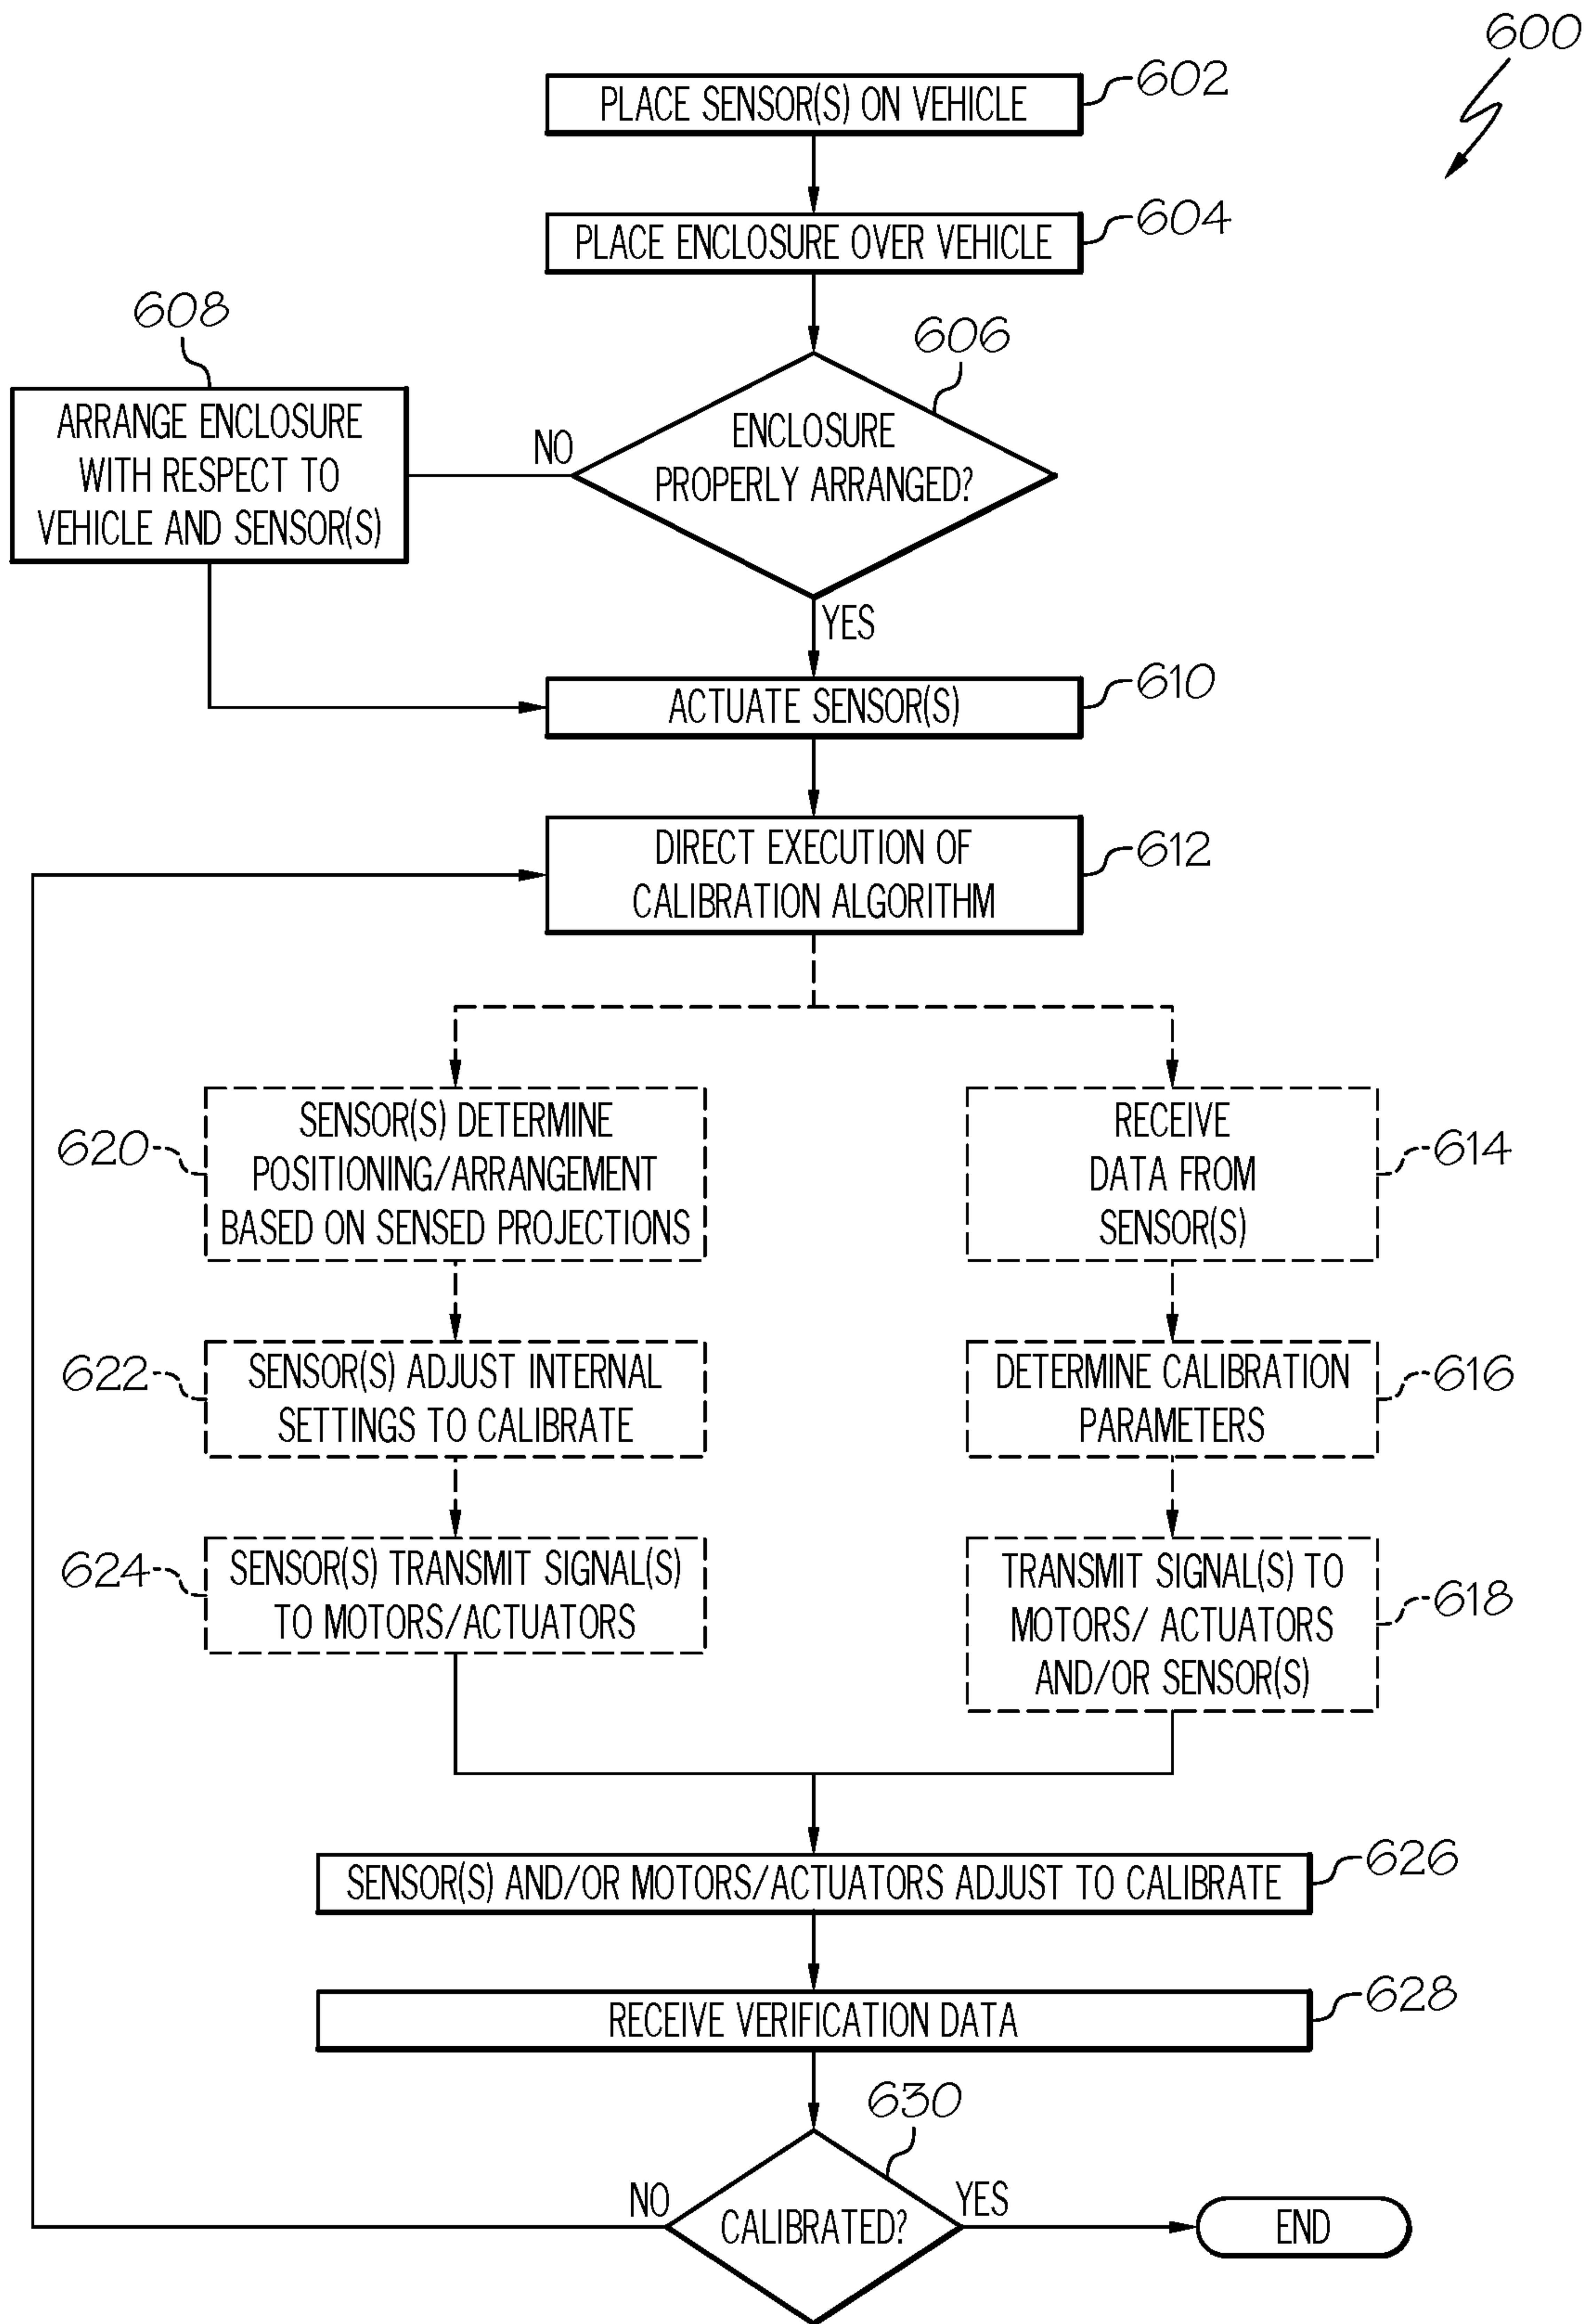 600
PLACE SENSOR(S) ON VEHICLE
602
PLACE ENCLOSURE OVER VEHICLE
604
606
ENCLOSURE
PROPERLY ARRANGED?
NO
YES
608
ARRANGE ENCLOSURE
WITH RESPECT TO
VEHICLE AND SENSOR(S)
ACTUATE SENSOR(S)
610
DIRECT EXECUTION OF
CALIBRATION ALGORITHM
612
620
SENSOR(S) DETERMINE
POSITIONING/ARRANGEMENT
BASED ON SENSED PROJECTIONS
RECEIVE
DATA FROM
SENSOR(S)
614
622
SENSOR(S) ADJUST INTERNAL
SETTINGS TO CALIBRATE
DETERMINE CALIBRATION
PARAMETERS
616
624
SENSOR(S) TRANSMIT SIGNAL(S)
TO MOTORS/ACTUATORS
TRANSMIT SIGNAL(S) TO
MOTORS/ ACTUATORS
AND/OR SENSOR(S)
618
SENSOR(S) AND/OR MOTORS/ACTUATORS ADJUST TO CALIBRATE
626
RECEIVE VERIFICATION DATA
628
630
NO
CALIBRATED?
YES
END